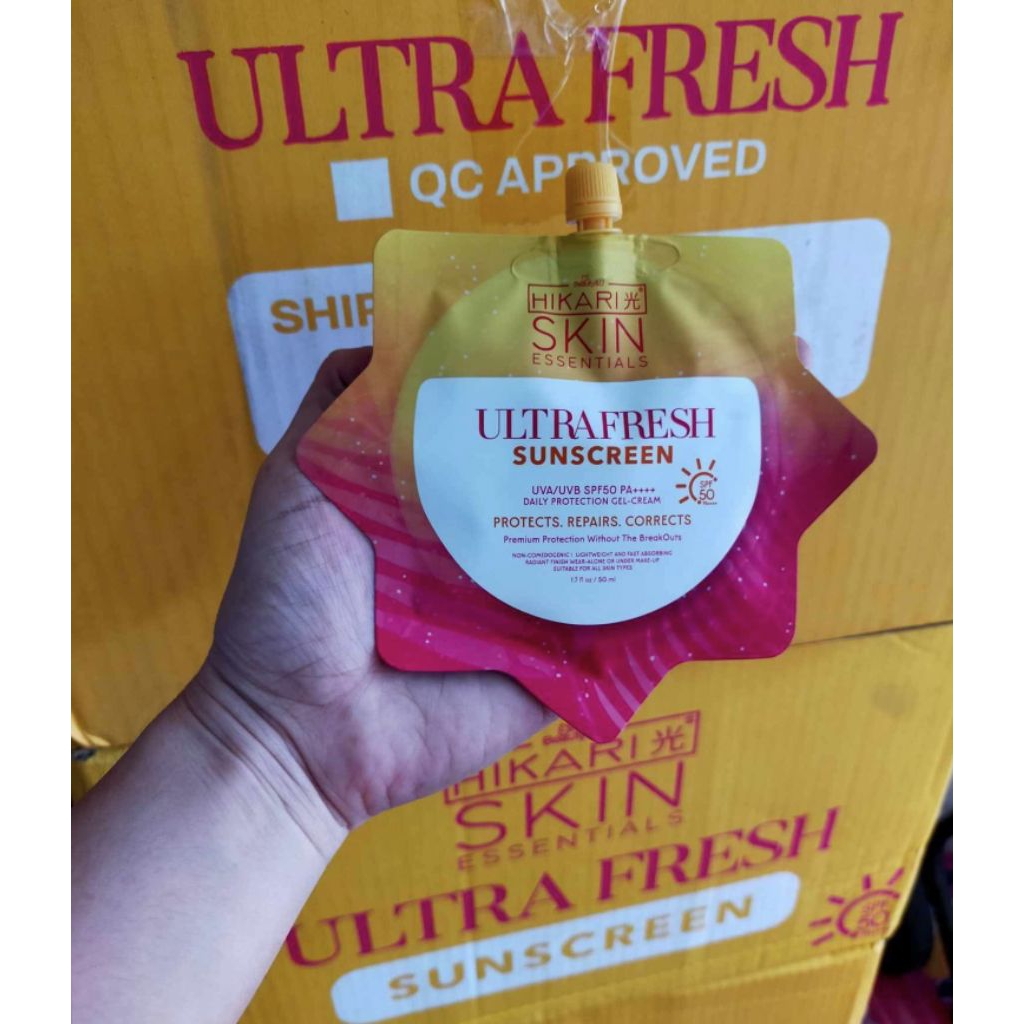 ULTRA FRESH
QC APPROVED
SHIP
HIKARI光
SKIN
ESSENTIALS
ULTRAFRESH
SUNSCREEN
UVA/UVB SPF50 PA++++
DAILY PROTECTION GEL-CREAM
SPF
50
PROTECTS. REPAIRS. CORRECTS
Premium Protection Without The BreakOuts
NON-COMEDOGENIC | LIGHTWEIGHT AND FAST ABSORBING
RADIANT FINISH WEAR-ALONE OR UNDER MAKE-UP
SUITABLE FOR ALL SKIN TYPES
1.7 fl oz / 50 ml
HIKARI光
SKIN
ESSENTIALS
ULTRA FRESH
SUNSCREEN
SPF
50